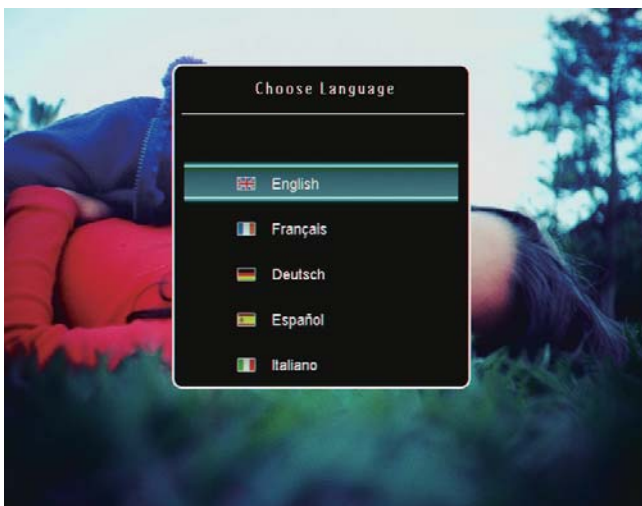 Choose Language
English
Français
Deutsch
Español
Italiano